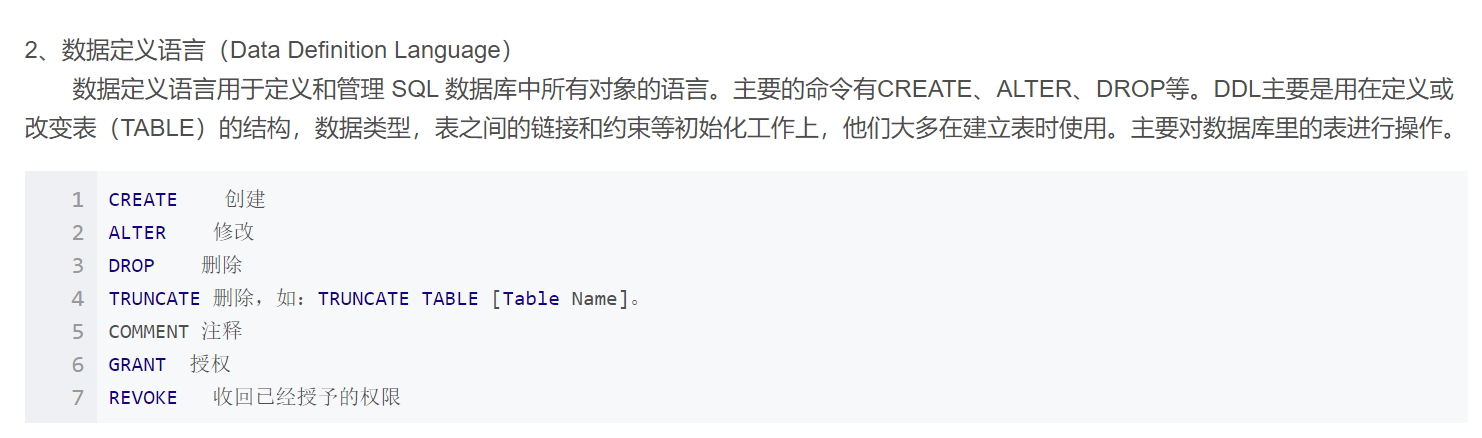 2、数据定义语言（Data Definition Language）
数据定义语言用于定义和管理 SQL 数据库中所有对象的语言。主要的命令有CREATE、ALTER、DROP等。DDL主要是用在定义或
改变表（TABLE）的结构，数据类型，表之间的链接和约束等初始化工作上，他们大多在建立表时使用。主要对数据库里的表进行操作。
1 CREATE 创建
2 ALTER 修改
3 DROP 删除
4 TRUNCATE 删除，如：TRUNCATE TABLE [Table Name]。
5 COMMENT 注释
6 GRANT 授权
7 REVOKE 收回已经授予的权限